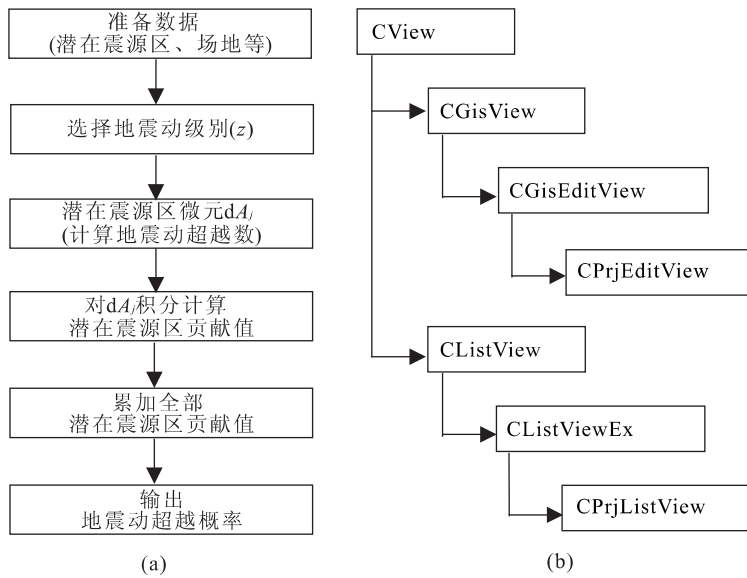 准备数据
(潜在震源区、场地等)
选择地震动级别(z)
潜在震源区微元dAj
(计算地震动超越数)
对dAj积分计算
潜在震源区贡献值
累加全部
潜在震源区贡献值
输出
地震动超越概率
(a)
CView
CGisView
CGisEditView
CPrjEditView
CListView
CListViewEx
CPrjListView
(b)